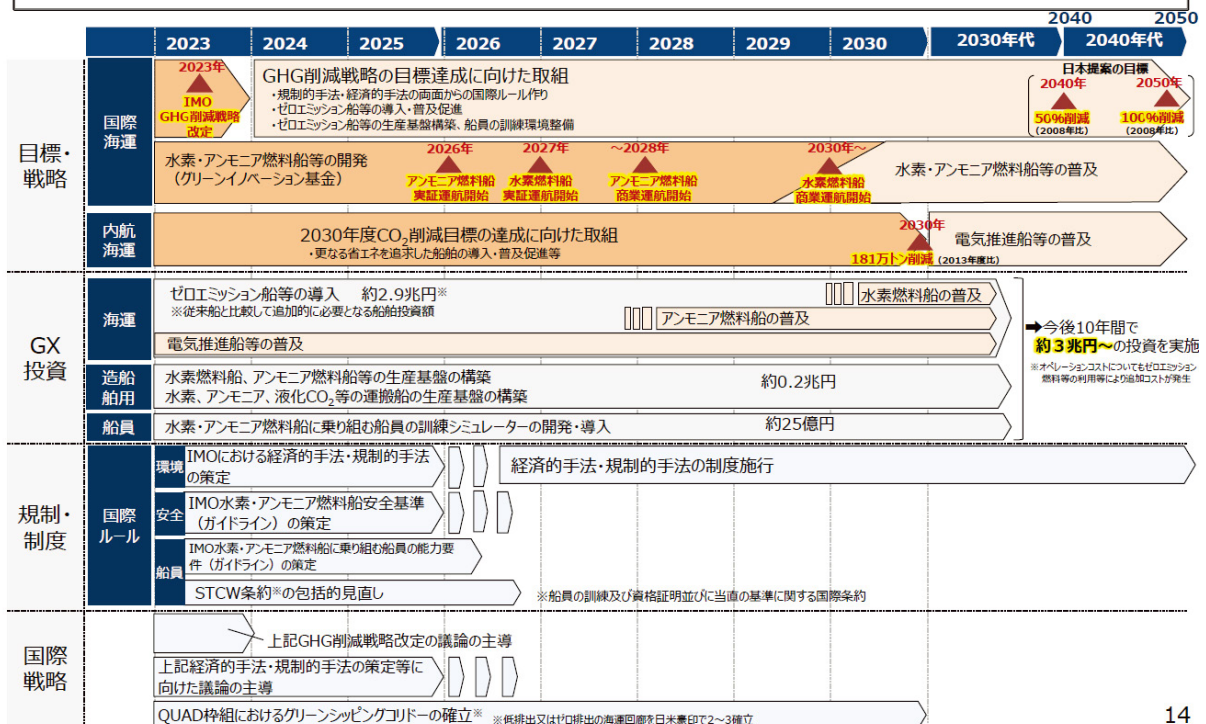 2040
2050
2023
2024
2025
2026
2027
2028
2029
2030
2030年代
2040年代
目標・
戦略
国際
海運
2023年
IMO
GHG削減戦略
改定
GHG削減戦略の目標達成に向けた取組
・規制的手法・経済的手法の両面からの国際ルール作り
・ゼロエミッション船等の導入・普及促進
・ゼロエミッション船等の生産基盤構築、船員の訓練環境整備
日本提案の目標
2040年
50%削減
(2008年比)
2050年
100%削減
(2008年比)
水素・アンモニア燃料船等の開発
(グリーンイノベーション基金)
2026年
アンモニア燃料船
実証運航開始
2027年
水素燃料船
実証運航開始
~2028年
アンモニア燃料船
商業運航開始
2030年~
水素燃料船
商業運航開始
水素・アンモニア燃料船等の普及
内航
海運
2030年度CO₂削減目標の達成に向けた取組
・更なる省エネを追求した船舶の導入・普及促進等
2030年
181万トン削減
(2013年度比)
電気推進船等の普及
GX
投資
海運
ゼロエミッション船等の導入 約2.9兆円※
※従来船と比較して追加的に必要となる船舶投資額
水素燃料船の普及
アンモニア燃料船の普及
電気推進船等の普及
➡今後10年間で
約3兆円~の投資を実施
※オペレーションコストについてもゼロエミッション
燃料等の利用等により追加コストが発生
造船
舶用
水素燃料船、アンモニア燃料船等の生産基盤の構築
水素、アンモニア、液化CO₂等の運搬船の生産基盤の構築
約0.2兆円
船員
水素・アンモニア燃料船に乗り組む船員の訓練シミュレーターの開発・導入
約25億円
規制・
制度
国際
ルール
環境
IMOにおける経済的手法・規制的手法
の策定
経済的手法・規制的手法の制度施行
安全
IMO水素・アンモニア燃料船安全基準
(ガイドライン)の策定
船員
IMO水素・アンモニア燃料船に乗り組む船員の能力要
件(ガイドライン)の策定
STCW条約※の包括的見直し
※船員の訓練及び資格証明並びに当直の基準に関する国際条約
国際
戦略
上記GHG削減戦略改定の議論の主導
上記経済的手法・規制的手法の策定等に
向けた議論の主導
QUAD枠組におけるグリーンシッピングコリドーの確立※
※低排出又はゼロ排出の海運回廊を日米豪印で2~3確立
14